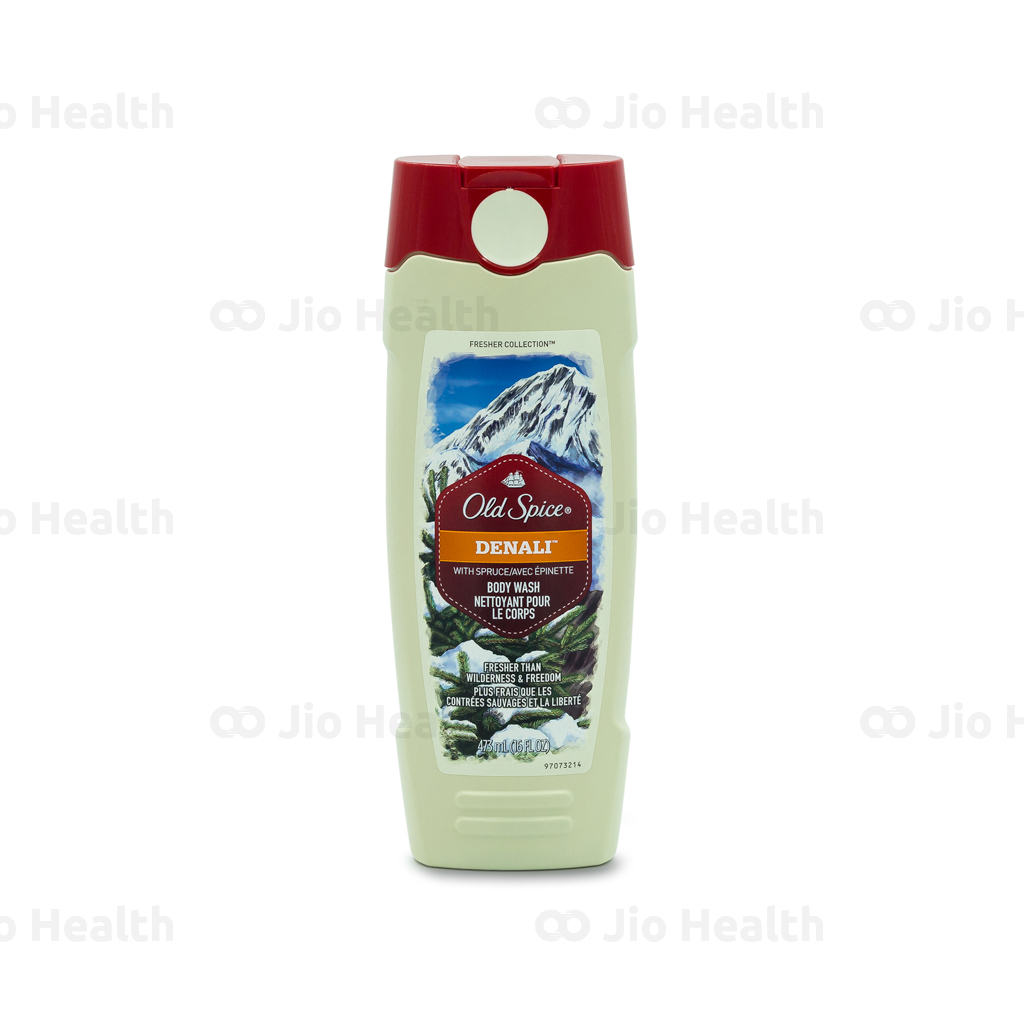 Jio Health
Jio Health
FRESHER COLLECTION™
Old Spice®
DENALI™
WITH SPRUCE/AVEC ÉPINETTE
BODY WASH
NETTOYANT POUR
LE CORPS
FRESHER THAN
WILDERNESS & FREEDOM
PLUS FRAIS QUE LES
CONTRÉES SAUVAGES ET LA LIBERTÉ
473 mL (16 FL OZ)
97073214
Jio Health
Jio
Jio Health
Jio Health
Jio Health
Jio
Jio Health
Jio Health